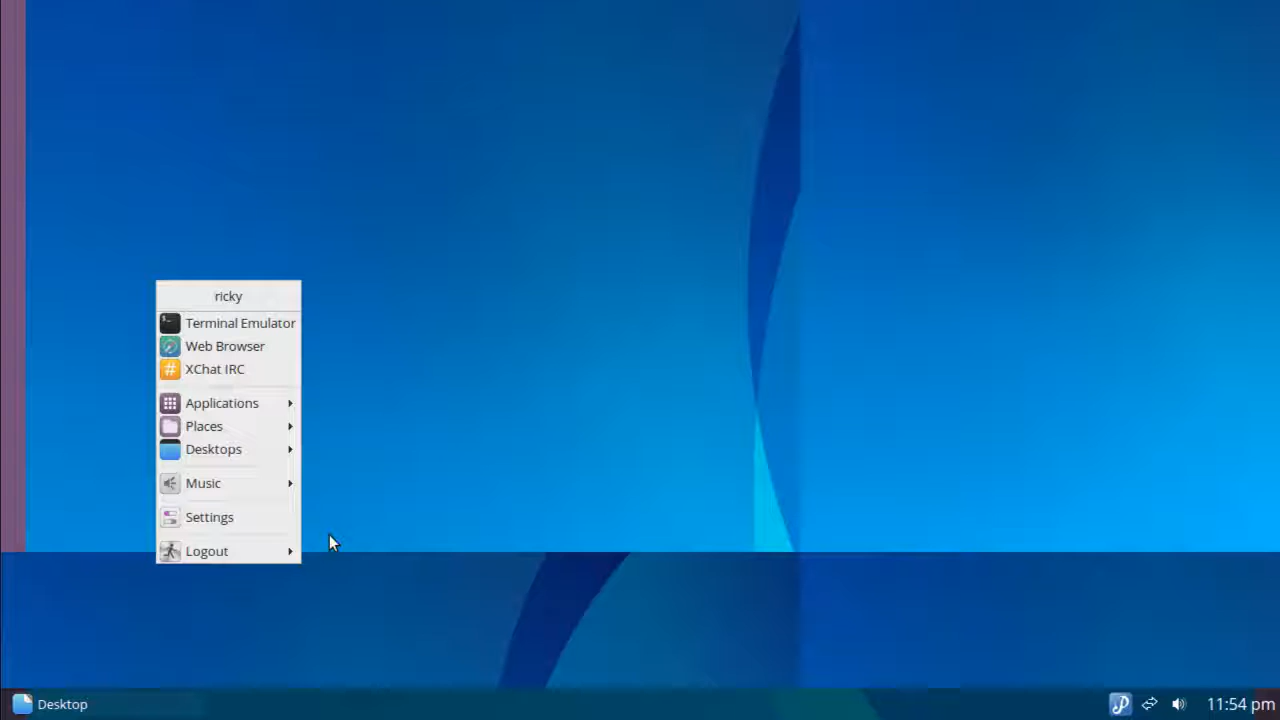 ricky
Terminal Emulator
Web Browser
XChat IRC
Applications
Places
Desktops
Music
Settings
Logout
Desktop
11:54 pm